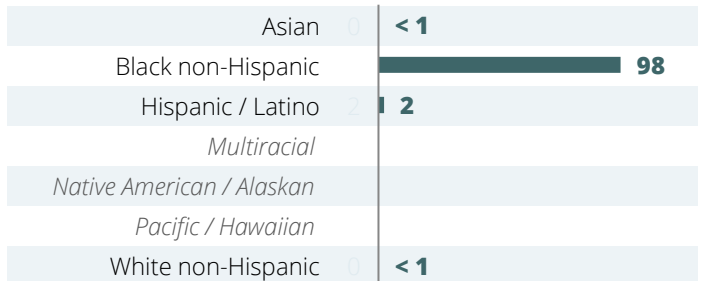 Asian 0 < 1
Black non-Hispanic 98
Hispanic / Latino 2 2
Multiracial
Native American / Alaskan
Pacific / Hawaiian
White non-Hispanic 0 < 1